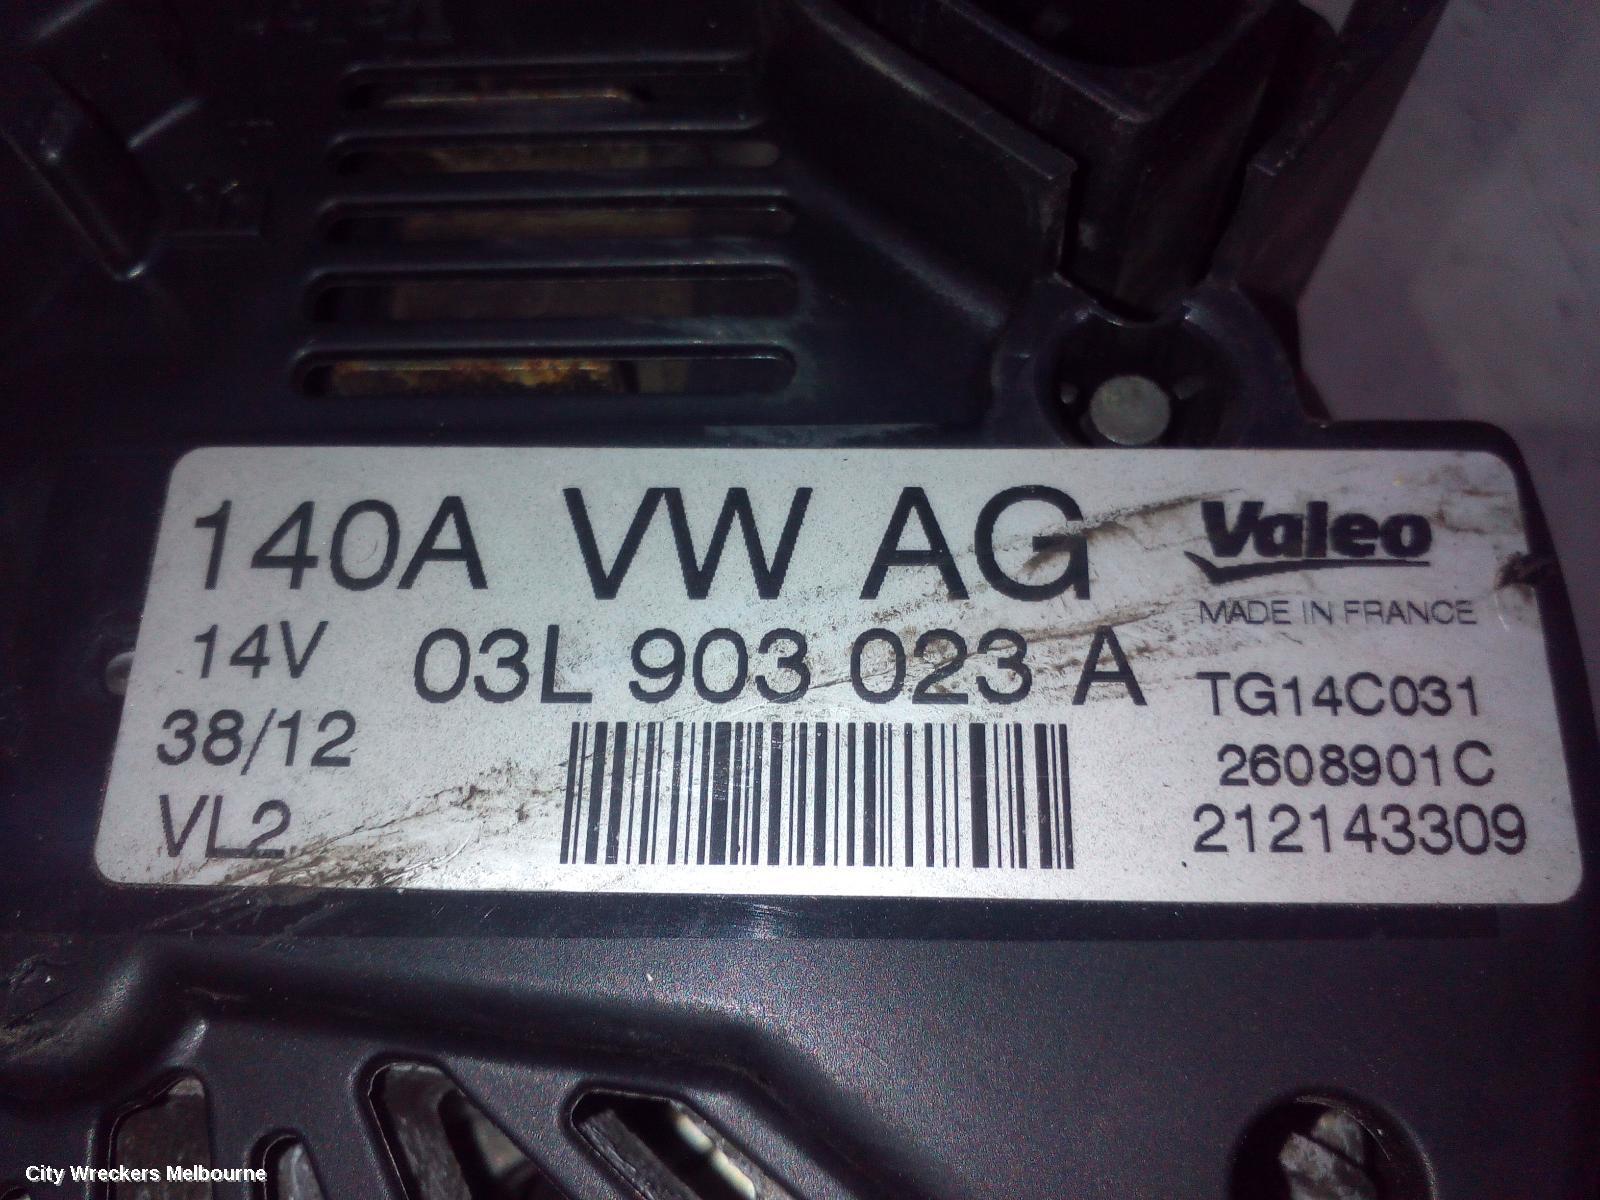 140A VW AG Valeo
MADE IN FRANCE
14V 03L 903 023 A TG14C031
38/12 2608901C
VL2 212143309
City Wreckers Melbourne